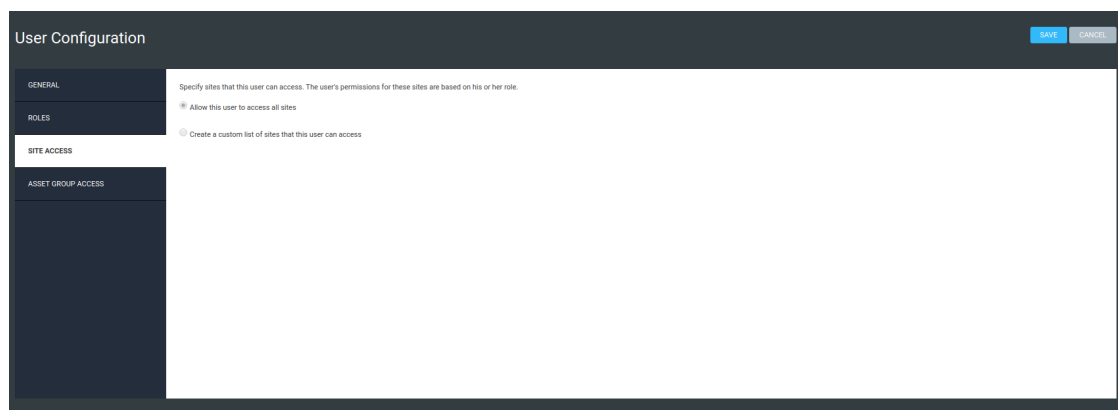 User Configuration
SAVE
CANCEL
GENERAL
ROLES
SITE ACCESS
ASSET GROUP ACCESS
Specify sites that this user can access. The user's permissions for these sites are based on his or her role.
Allow this user to access all sites
Create a custom list of sites that this user can access